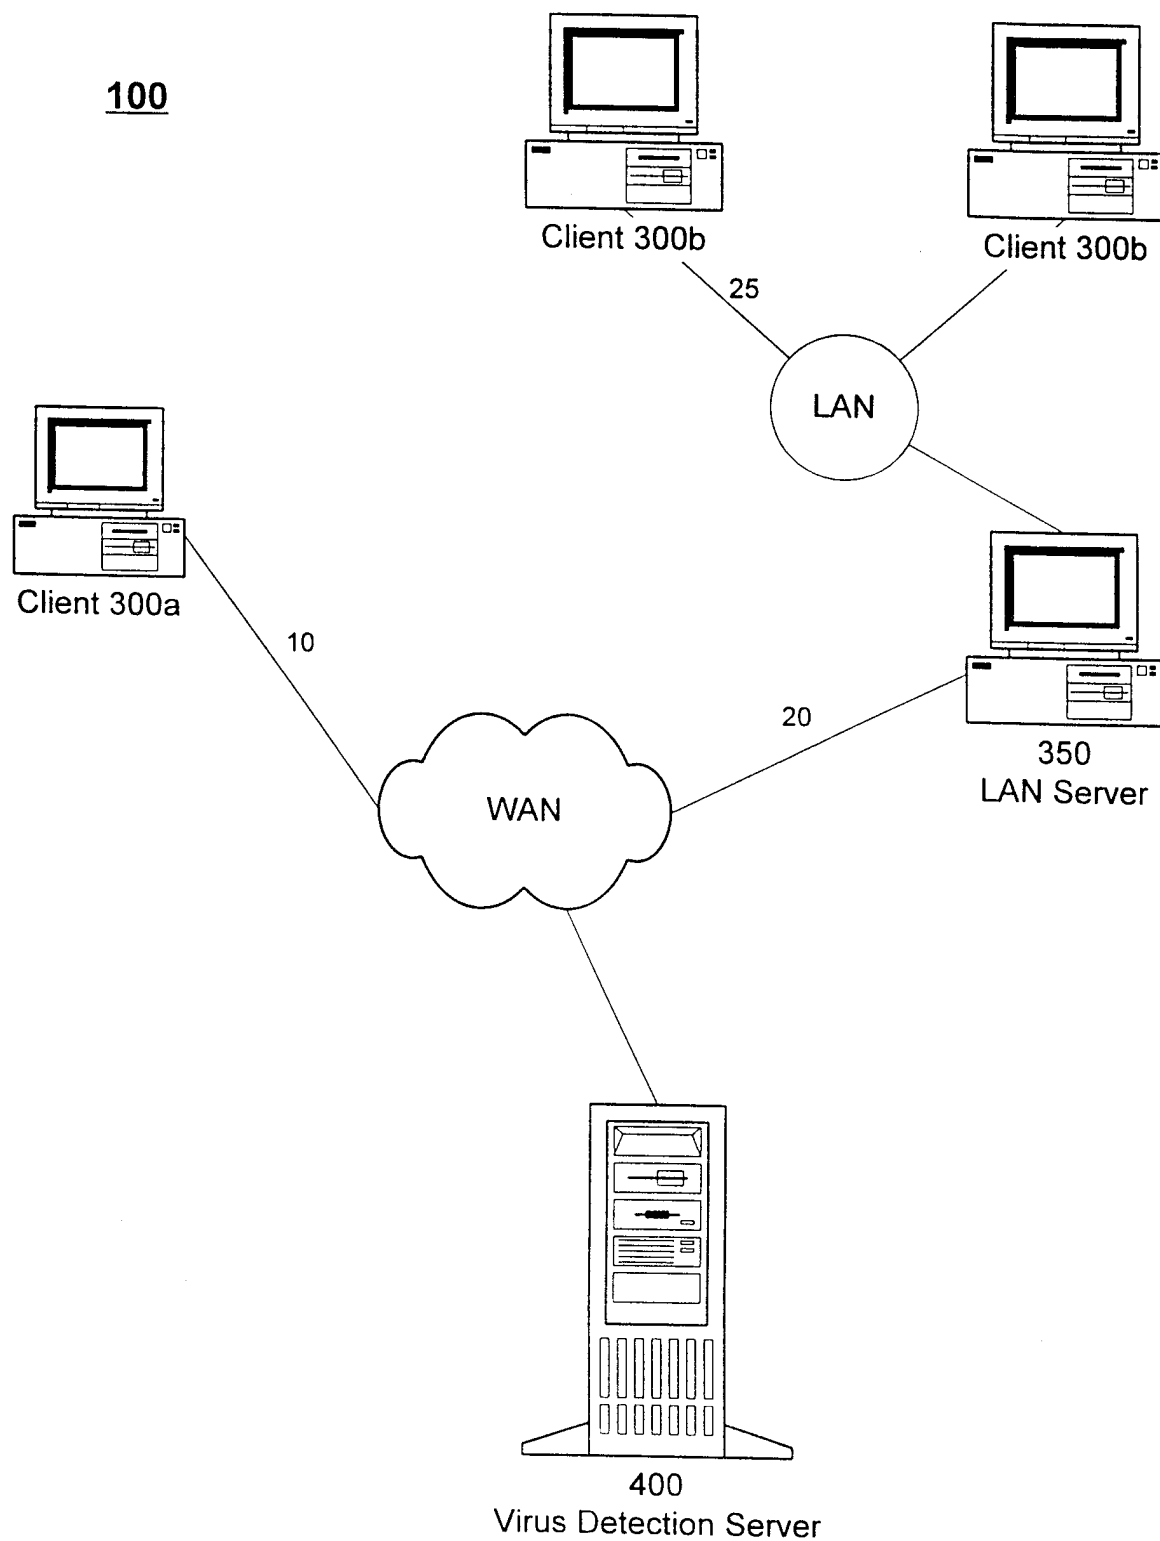 100
Client 300b
Client 300b
25
LAN
Client 300a
10
20
350
LAN Server
WAN
400
Virus Detection Server